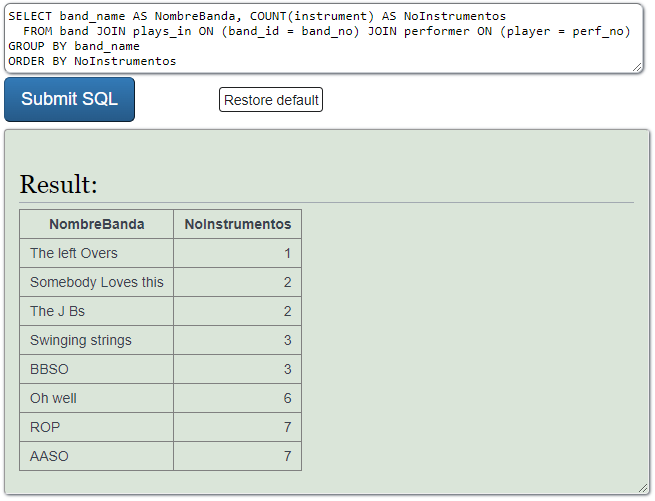 SELECT band_name AS NombreBanda, COUNT(instrument) AS NoInstrumentos
FROM band JOIN plays_in ON (band_id = band_no) JOIN performer ON (player = perf_no)
GROUP BY band_name
ORDER BY NoInstrumentos
Submit SQL Restore default
Result:
NombreBanda NoInstrumentos
The left Overs 1
Somebody Loves this 2
The J Bs 2
Swinging strings 3
BBSO 3
Oh well 6
ROP 7
AASO 7